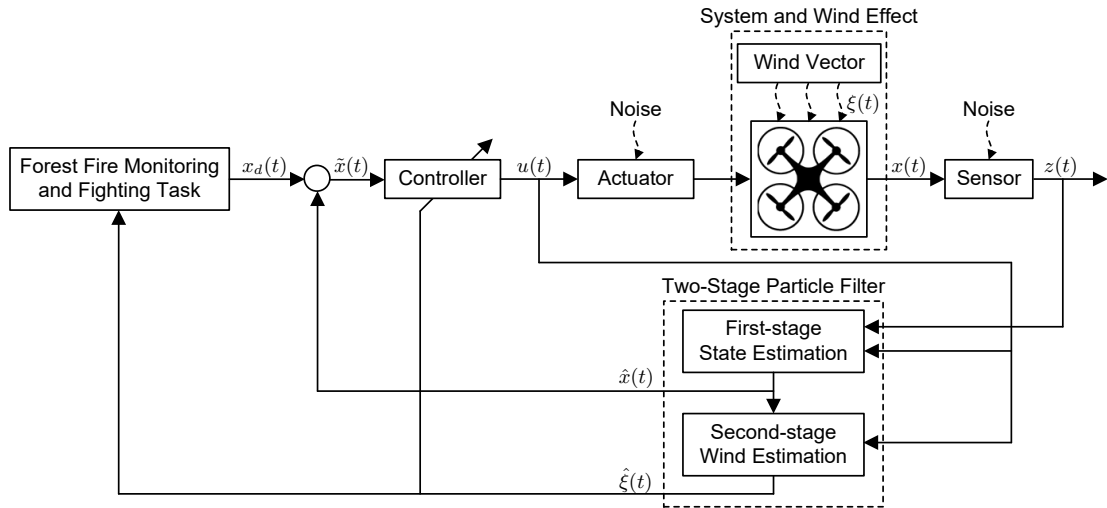 System and Wind Effect
Wind Vector
ξ(t)
Noise
Noise
Forest Fire Monitoring
and Fighting Task
x_d(t)
x̃(t)
Controller
u(t)
Actuator
x(t)
Sensor
z(t)
Two-Stage Particle Filter
First-stage
State Estimation
x̂(t)
Second-stage
Wind Estimation
ξ̂(t)